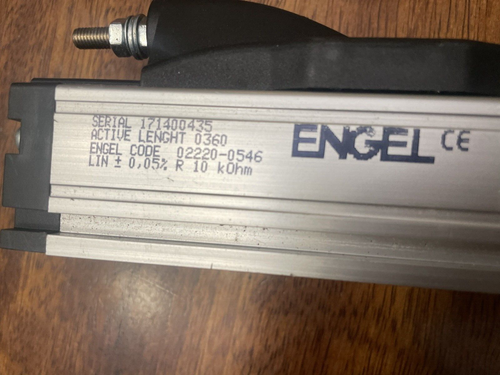 SERIAL 171400435
ACTIVE LENGHT 0360
ENGEL CODE 02220-0546
LIN ± 0,05% R 10 kOhm
ENGEL CE